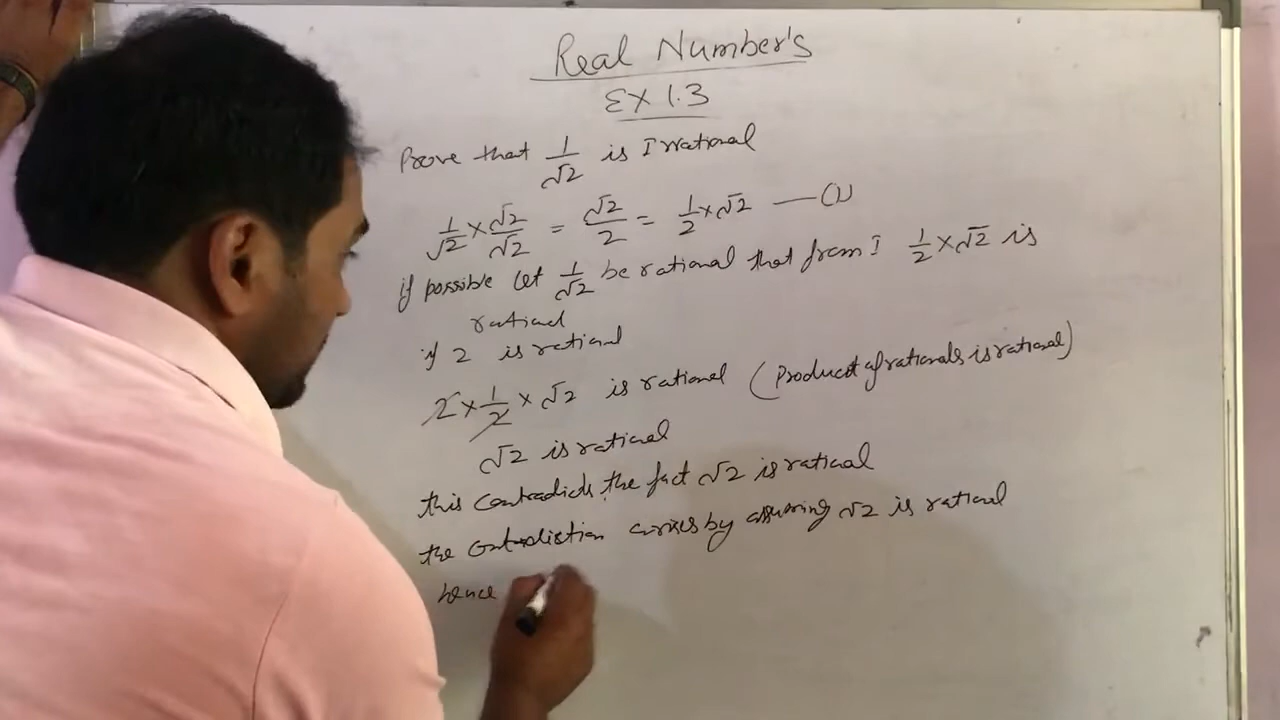 Real Number's
EX 1.3
Prove that 1/√2 is Irrational
1/√2 × √2/√2 = √2/2 = 1/2 × √2 — (1)
if possible let 1/√2 be rational that from I 1/2 × √2 is
rational
if 2 is rational
2 × 1/2 × √2 is rational (Product of rationals is rational)
√2 is rational
this contradicts the fact √2 is rational
the contradiction arises by assuming √2 is rational
hence